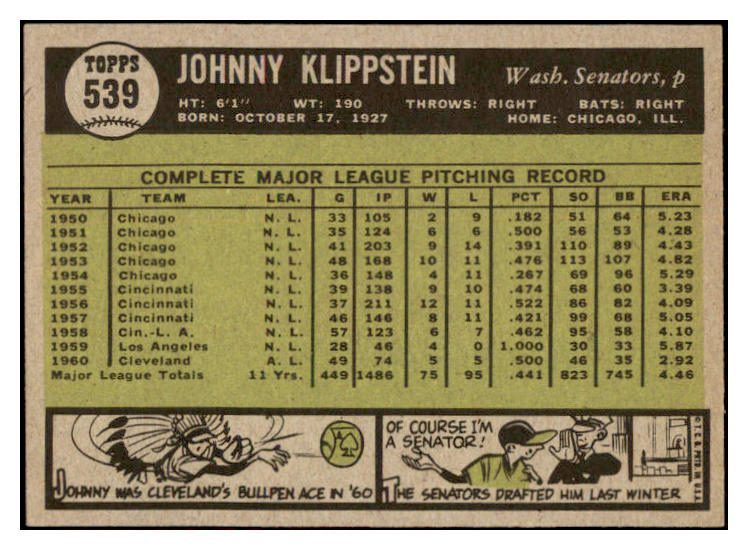 TOPPS
539
JOHNNY KLIPPSTEIN
Wash. Senators, p
HT: 6'1" WT: 190 THROWS: RIGHT BATS: RIGHT
BORN: OCTOBER 17, 1927 HOME: CHICAGO, ILL.
COMPLETE MAJOR LEAGUE PITCHING RECORD
YEAR TEAM LEA. G IP W L PCT SO BB ERA
1950 Chicago N. L. 33 105 2 9 .182 51 64 5.23
1951 Chicago N. L. 35 124 6 6 .500 56 53 4.28
1952 Chicago N. L. 41 203 9 14 .391 110 89 4.43
1953 Chicago N. L. 48 168 10 11 .476 113 107 4.82
1954 Chicago N. L. 36 148 4 11 .267 69 96 5.29
1955 Cincinnati N. L. 39 138 9 10 .474 68 60 3.39
1956 Cincinnati N. L. 37 211 12 11 .522 86 82 4.09
1957 Cincinnati N. L. 46 146 8 11 .421 99 68 5.05
1958 Cin.-L. A. N. L. 57 123 6 7 .462 95 58 4.10
1959 Los Angeles N. L. 28 46 4 0 1.000 30 33 5.87
1960 Cleveland A. L. 49 74 5 5 .500 46 35 2.92
Major League Totals 11 Yrs. 449 1486 75 95 .441 823 745 4.46
OF COURSE I'M
A SENATOR!
JOHNNY WAS CLEVELAND'S BULLPEN ACE IN '60
THE SENATORS DRAFTED HIM LAST WINTER
© T.C.G. PRTD. IN U.S.A.